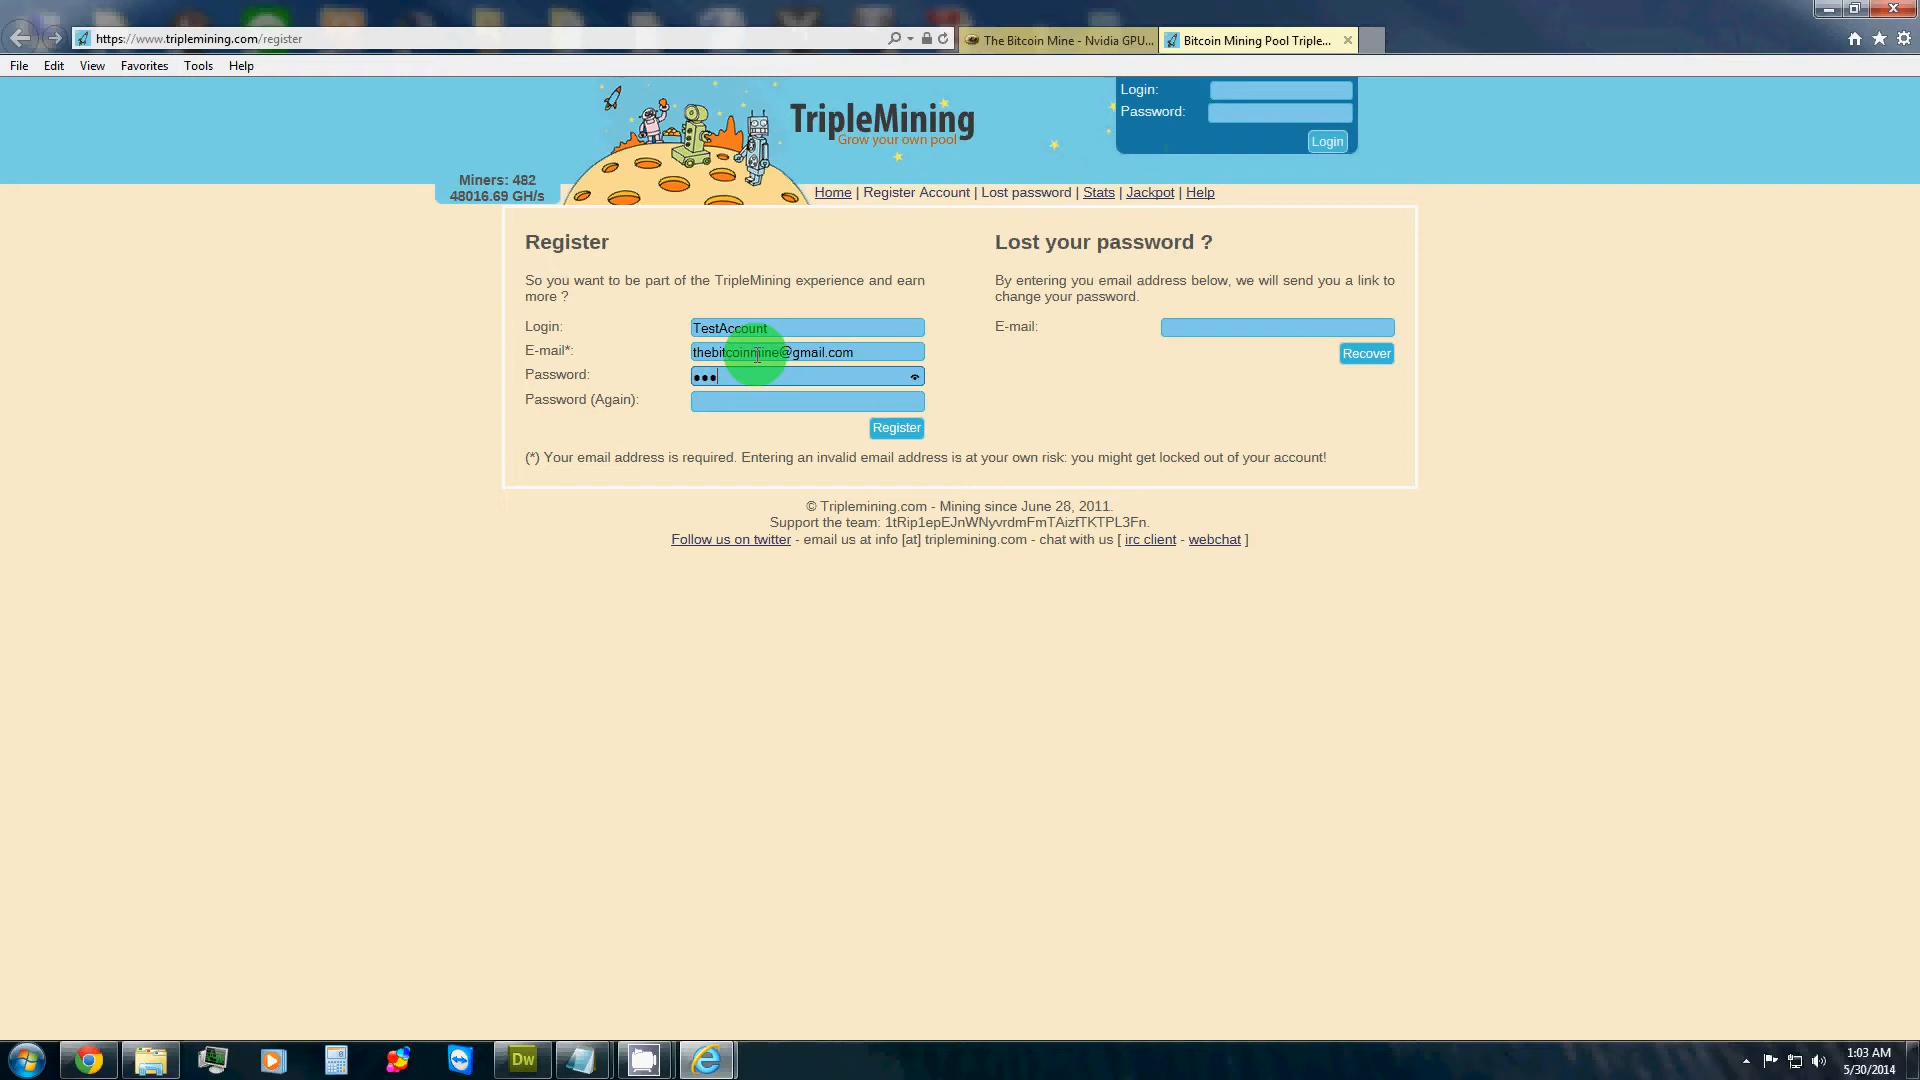 https://www.triplemining.com/register
The Bitcoin Mine - Nvidia GPU...
Bitcoin Mining Pool Triple...
File Edit View Favorites Tools Help
TripleMining
Grow your own pool
Login:
Password:
Login
Miners: 482
48016.69 GH/s
Home | Register Account | Lost password | Stats | Jackpot | Help
Register
So you want to be part of the TripleMining experience and earn
more ?
Login: TestAccount
E-mail*: thebitcoinmine@gmail.com
Password: ●●●
Password (Again):
Register
Lost your password ?
By entering you email address below, we will send you a link to
change your password.
E-mail:
Recover
(*) Your email address is required. Entering an invalid email address is at your own risk: you might get locked out of your account!
© Triplemining.com - Mining since June 28, 2011.
Support the team: 1tRip1epEJnWNyvrdmFmTAizfTKTPL3Fn.
Follow us on twitter - email us at info [at] triplemining.com - chat with us [ irc client - webchat ]
Dw
1:03 AM
5/30/2014